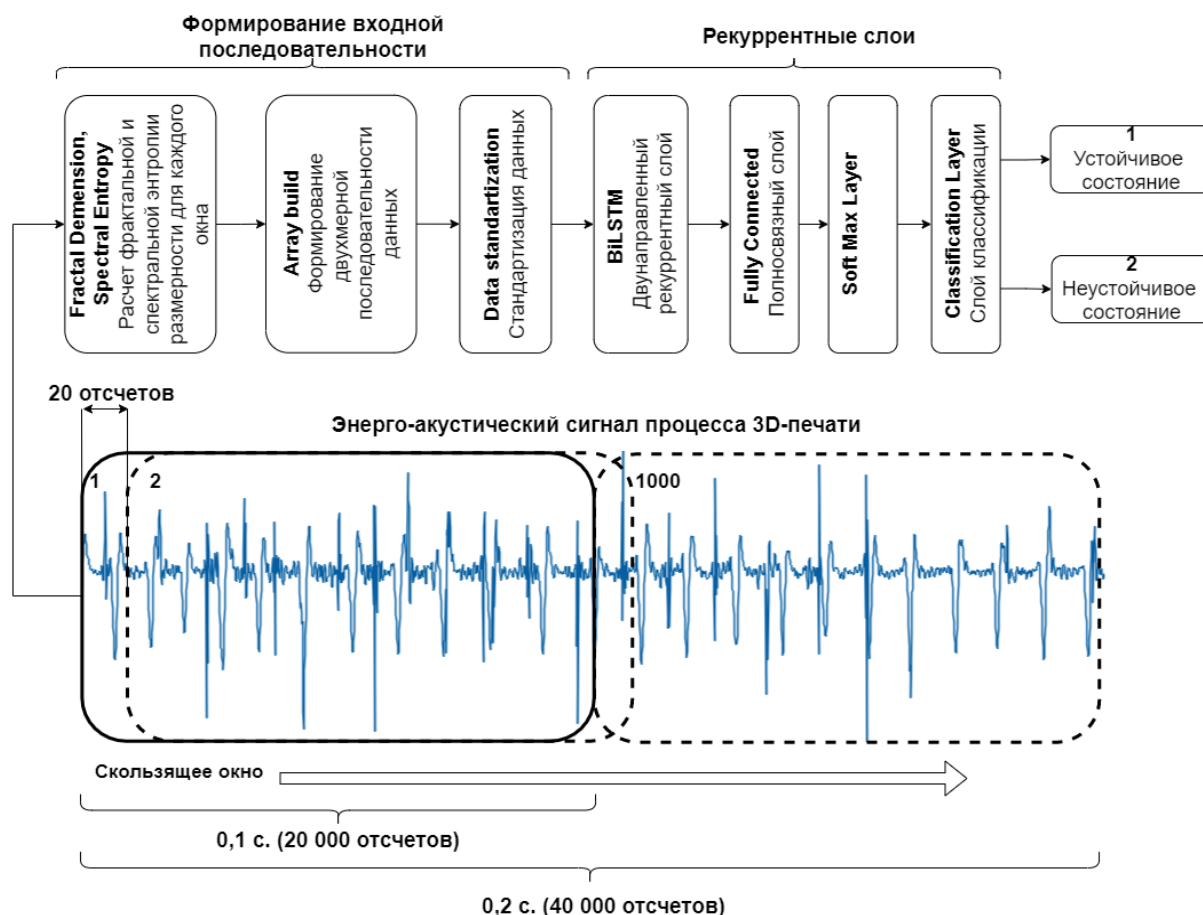 Формирование входной
последовательности
Рекуррентные слои
Fractal Demension,
Spectral Entropy
Расчет фрактальной и
спектральной энтропии
размерности для каждого
окна
Array build
Формирование
двухмерной
последовательности
данных
Data standartization
Стандартизация данных
BiLSTM
Двунаправленный
рекуррентный слой
Fully Connected
Полносвязный слой
Soft Max Layer
Classification Layer
Слой классификации
1
Устойчивое
состояние
2
Неустойчивое
состояние
20 отсчетов
Энерго-акустический сигнал процесса 3D-печати
1
2
1000
Скользящее окно
0,1 с. (20 000 отсчетов)
0,2 с. (40 000 отсчетов)